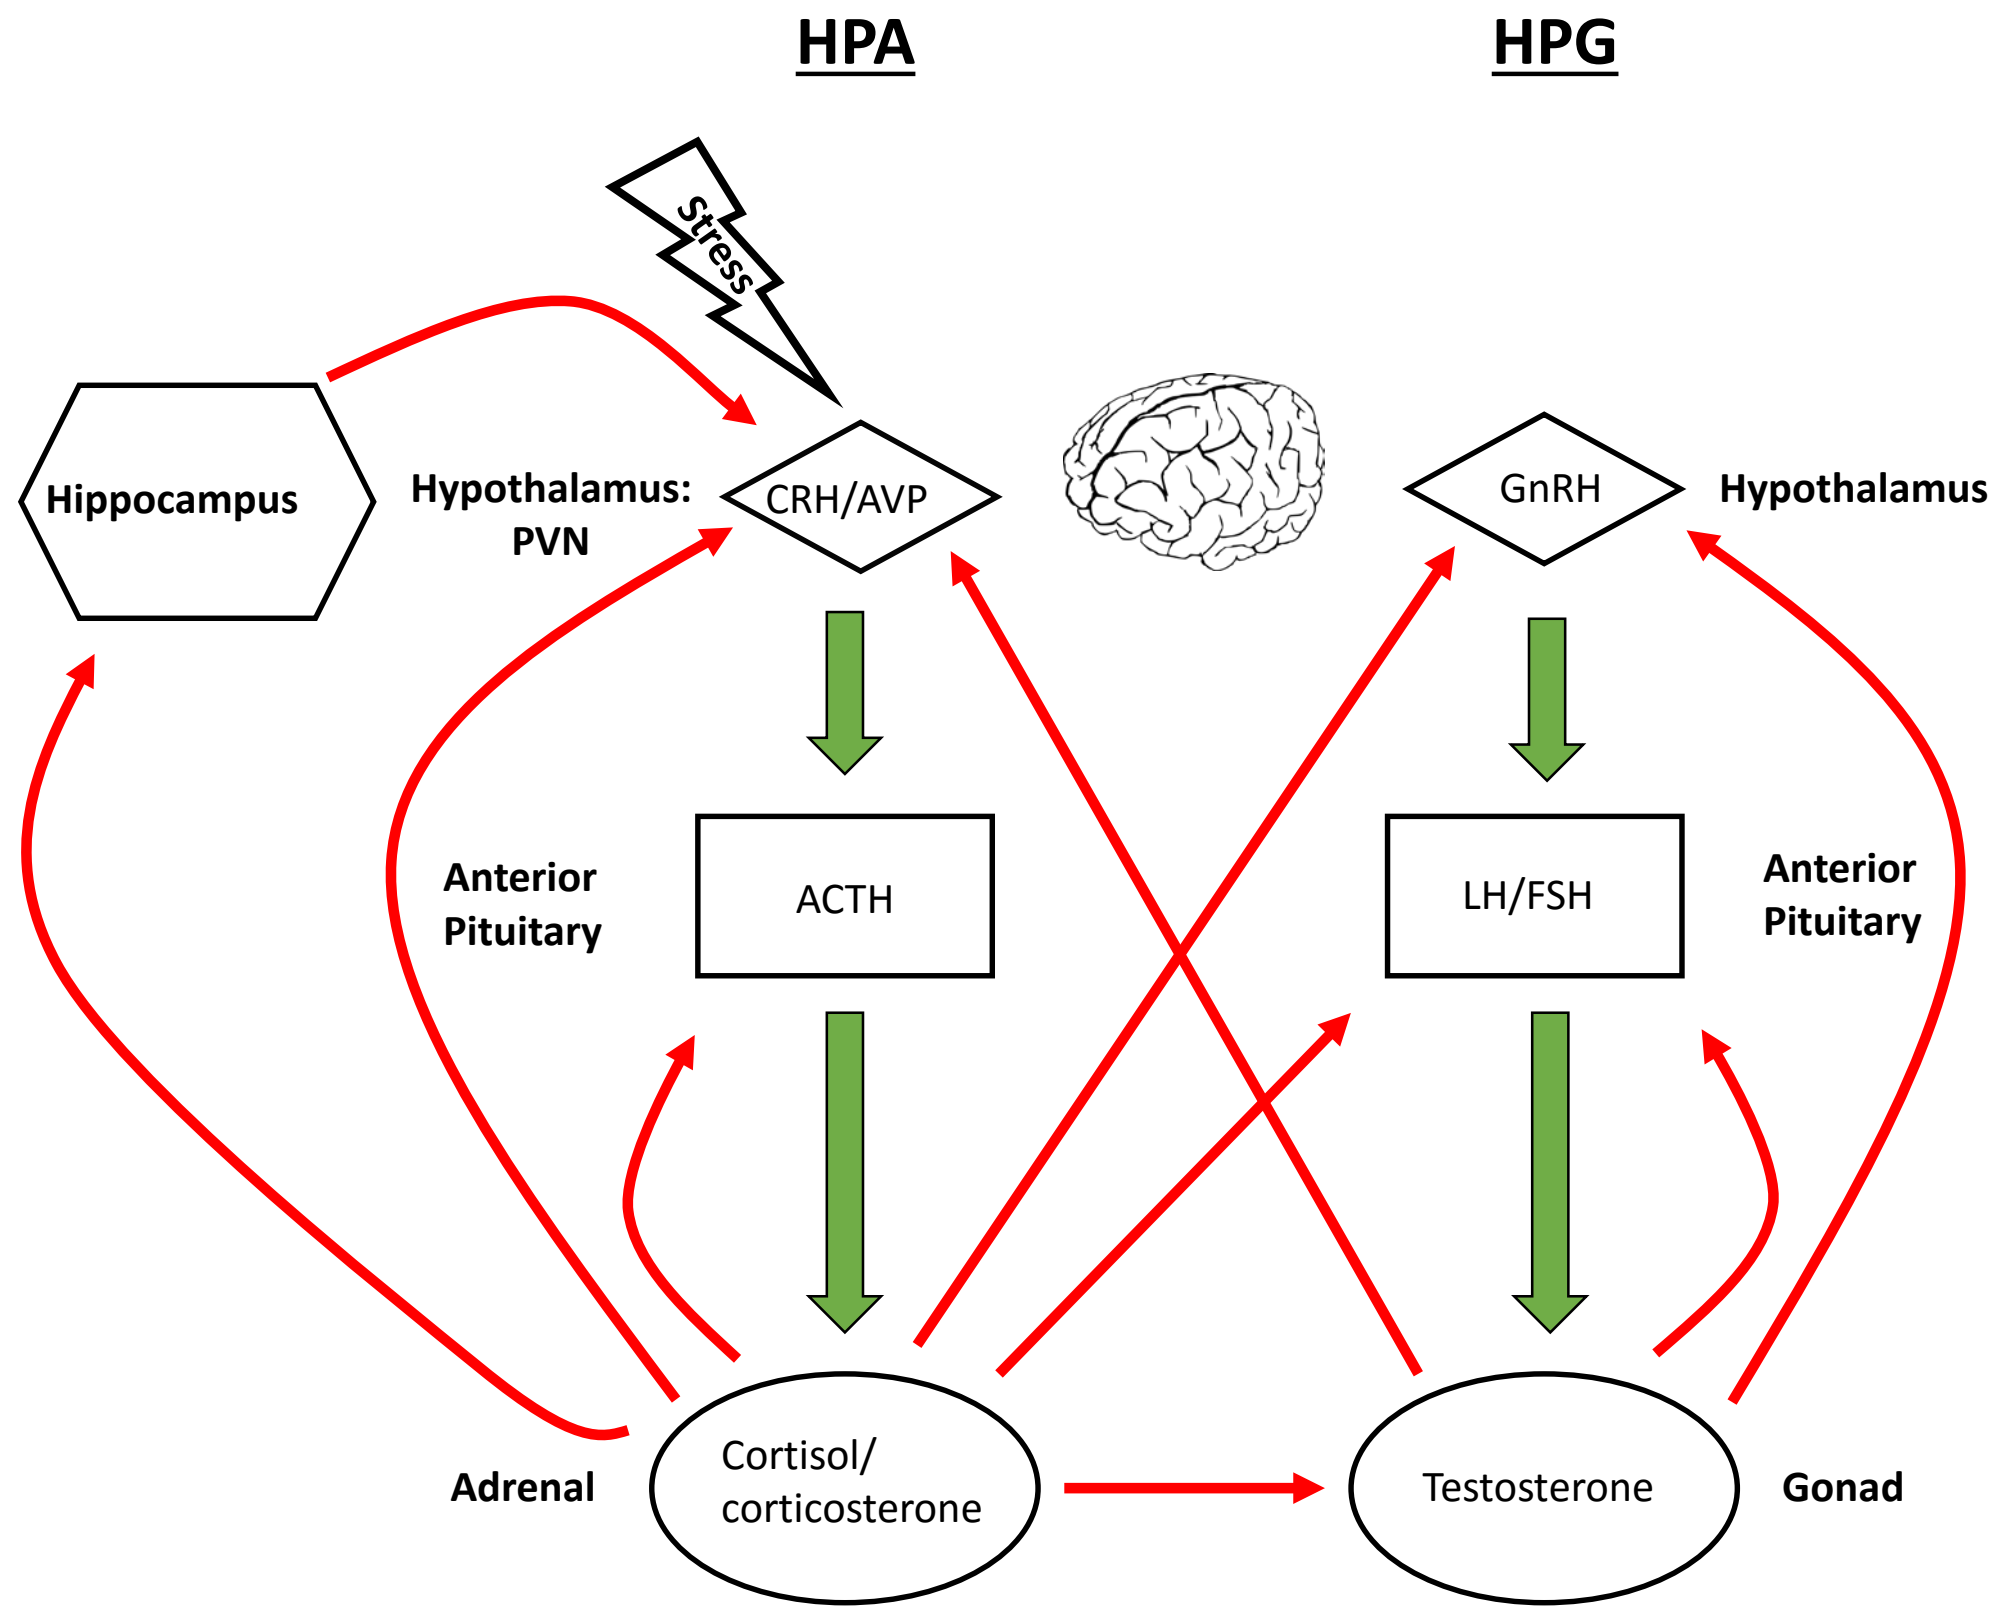 HPA
HPG
Stress
Hippocampus
Hypothalamus:
PVN
CRH/AVP
GnRH
Hypothalamus
Anterior
Pituitary
ACTH
LH/FSH
Anterior
Pituitary
Adrenal
Cortisol/
corticosterone
Testosterone
Gonad